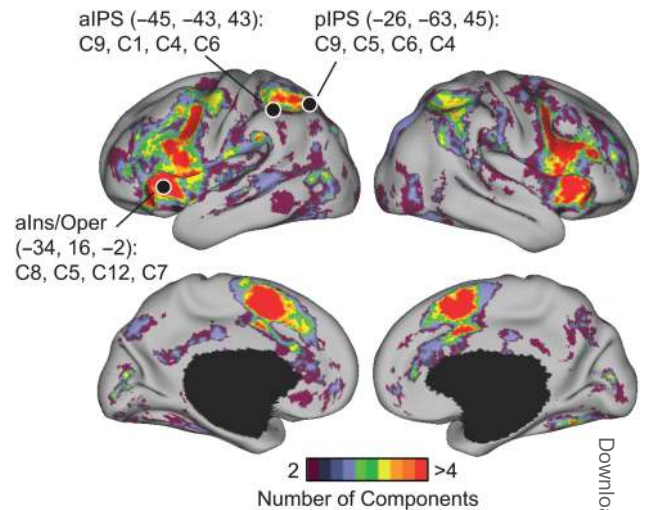 aIPS (-45, -43, 43):
C9, C1, C4, C6
pIPS (-26, -63, 45):
C9, C5, C6, C4
aIns/Oper
(-34, 16, -2):
C8, C5, C12, C7
2 >4
Number of Components